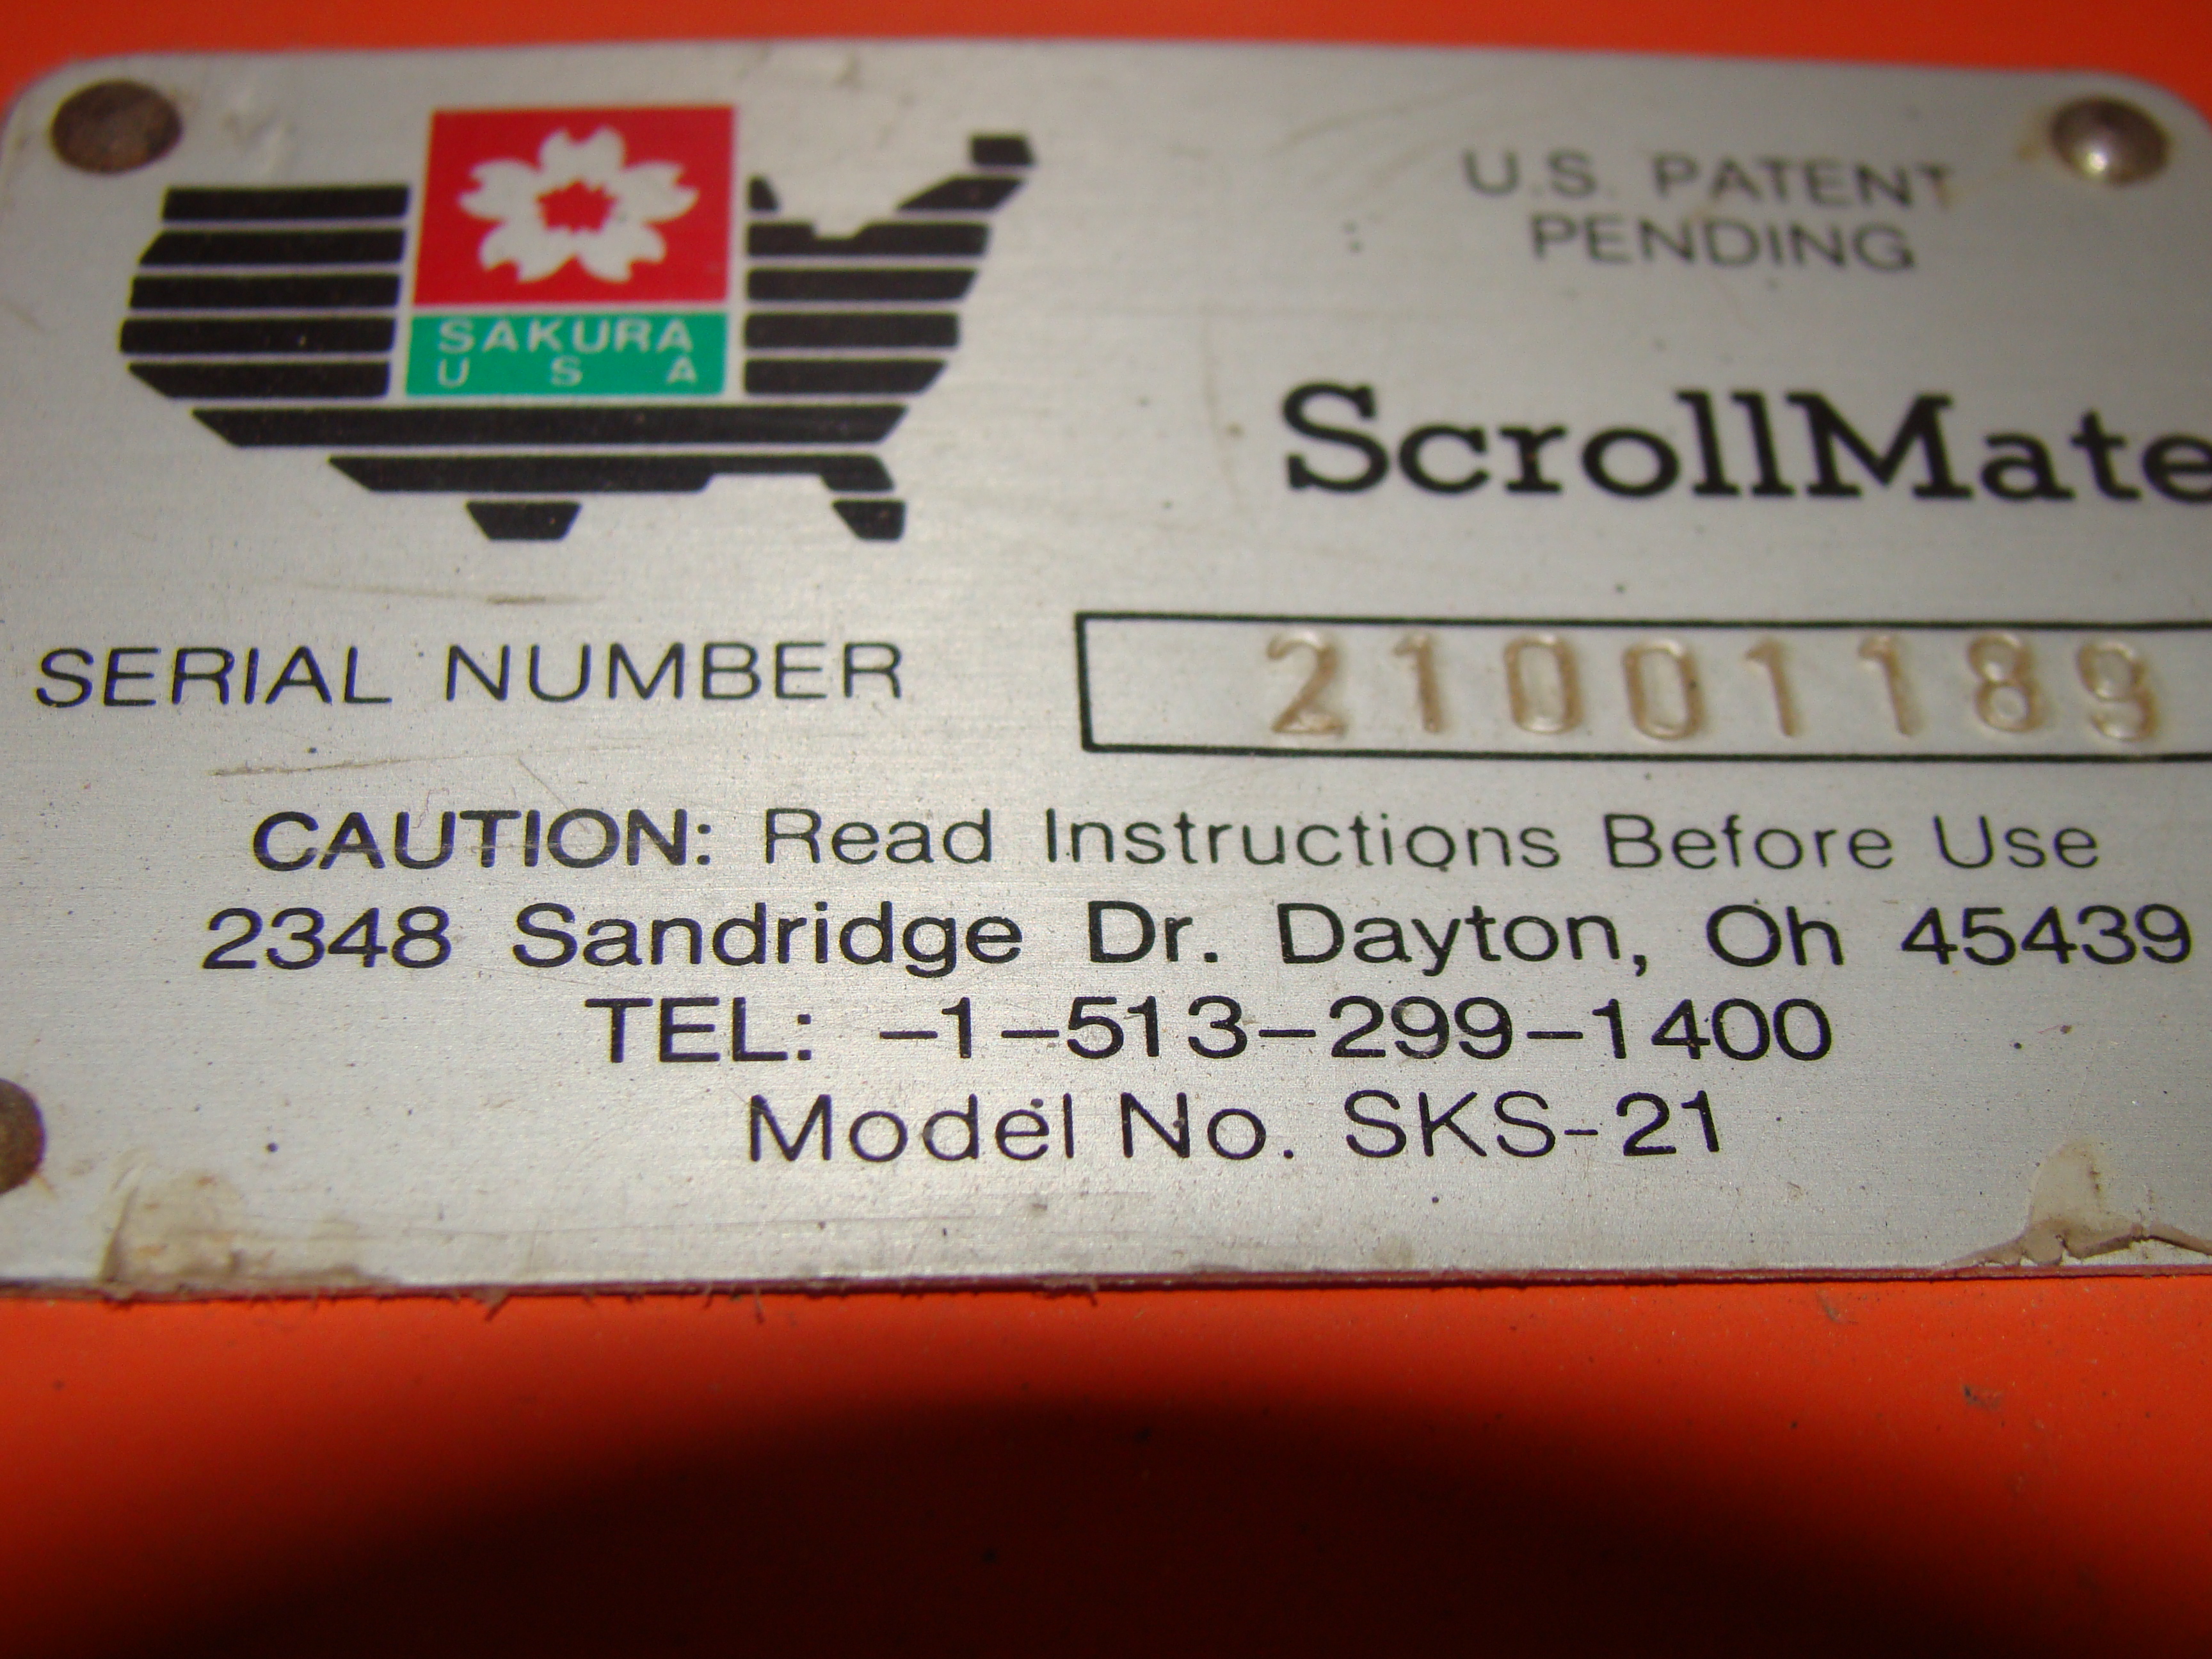 SAKURA
U S A
U.S. PATENT
PENDING
ScrollMate
SERIAL NUMBER 21001189
CAUTION: Read Instructions Before Use
2348 Sandridge Dr. Dayton, Oh 45439
TEL: -1-513-299-1400
Model No. SKS-21